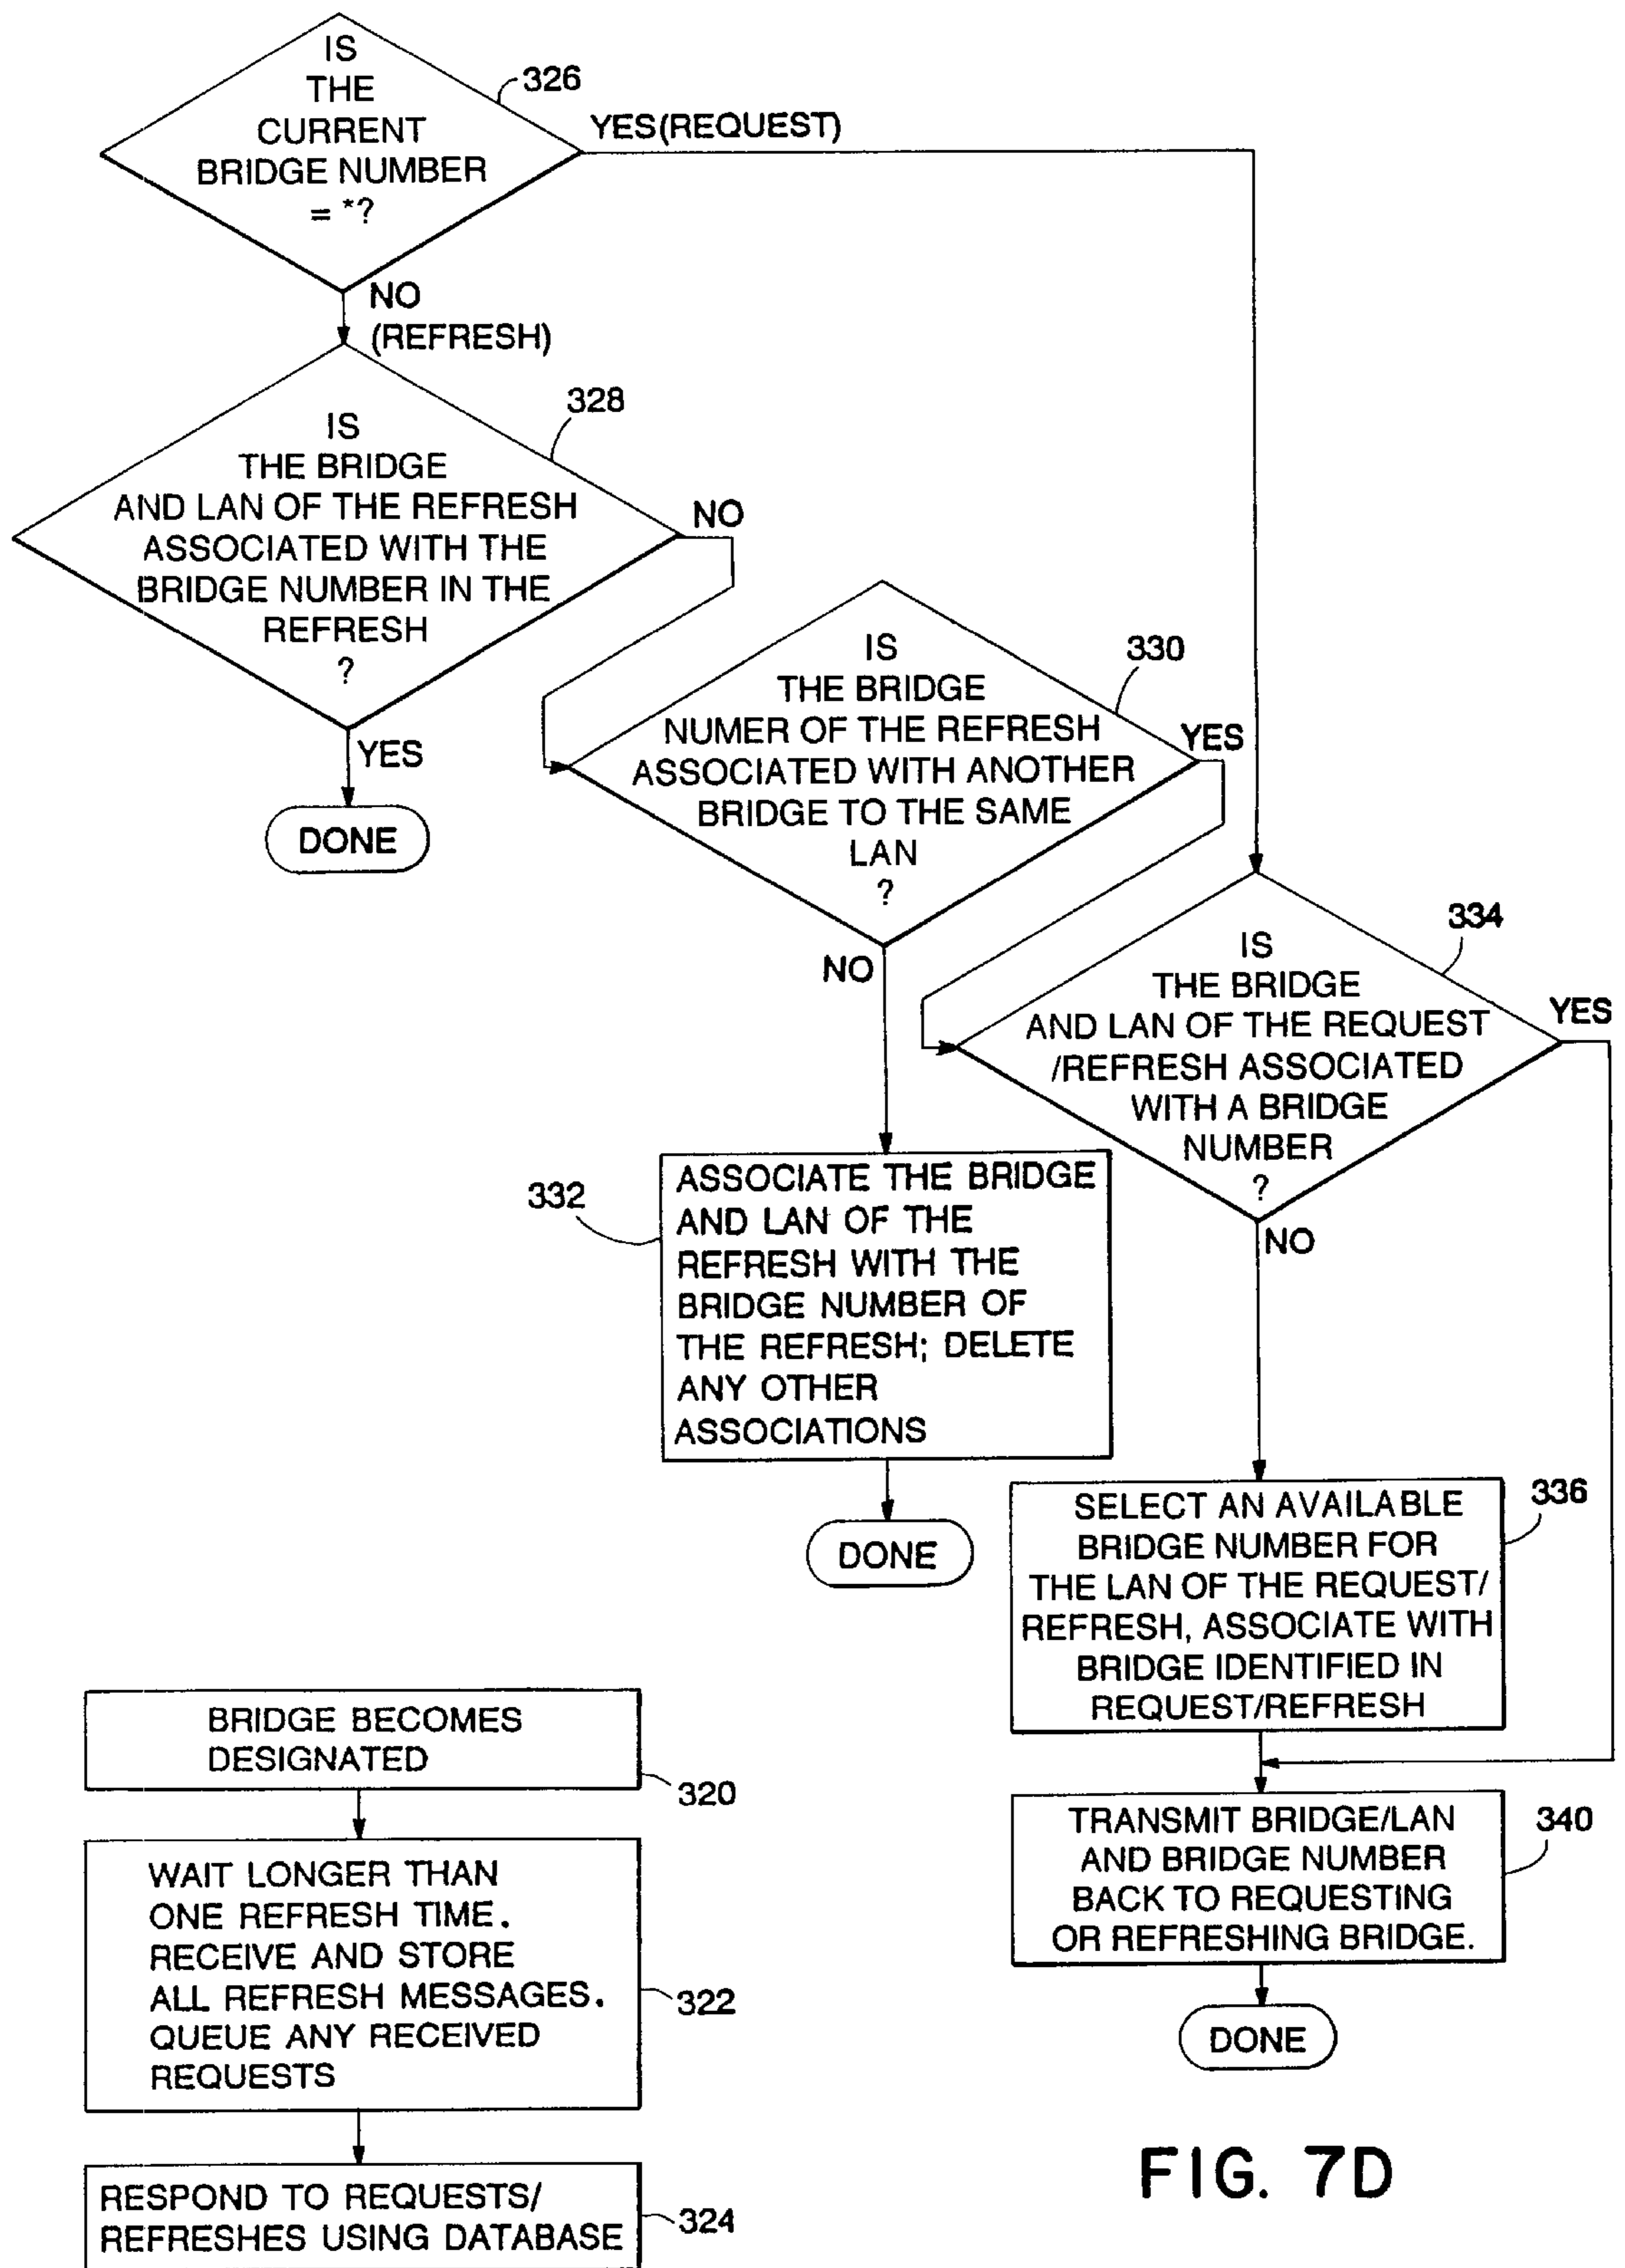 IS
THE
CURRENT
BRIDGE NUMBER
= *?
326
YES(REQUEST)
NO
(REFRESH)
328
IS
THE BRIDGE
AND LAN OF THE REFRESH
ASSOCIATED WITH THE
BRIDGE NUMBER IN THE
REFRESH
?
NO
YES
DONE
330
IS
THE BRIDGE
NUMER OF THE REFRESH
ASSOCIATED WITH ANOTHER
BRIDGE TO THE SAME
LAN
?
YES
NO
334
IS
THE BRIDGE
AND LAN OF THE REQUEST
/REFRESH ASSOCIATED
WITH A BRIDGE
NUMBER
?
YES
NO
332
ASSOCIATE THE BRIDGE
AND LAN OF THE
REFRESH WITH THE
BRIDGE NUMBER OF
THE REFRESH; DELETE
ANY OTHER
ASSOCIATIONS
DONE
336
SELECT AN AVAILABLE
BRIDGE NUMBER FOR
THE LAN OF THE REQUEST/
REFRESH, ASSOCIATE WITH
BRIDGE IDENTIFIED IN
REQUEST/REFRESH
340
TRANSMIT BRIDGE/LAN
AND BRIDGE NUMBER
BACK TO REQUESTING
OR REFRESHING BRIDGE.
DONE
BRIDGE BECOMES
DESIGNATED
320
WAIT LONGER THAN
ONE REFRESH TIME.
RECEIVE AND STORE
ALL REFRESH MESSAGES.
QUEUE ANY RECEIVED
REQUESTS
322
RESPOND TO REQUESTS/
REFRESHES USING DATABASE
324
FIG. 7D